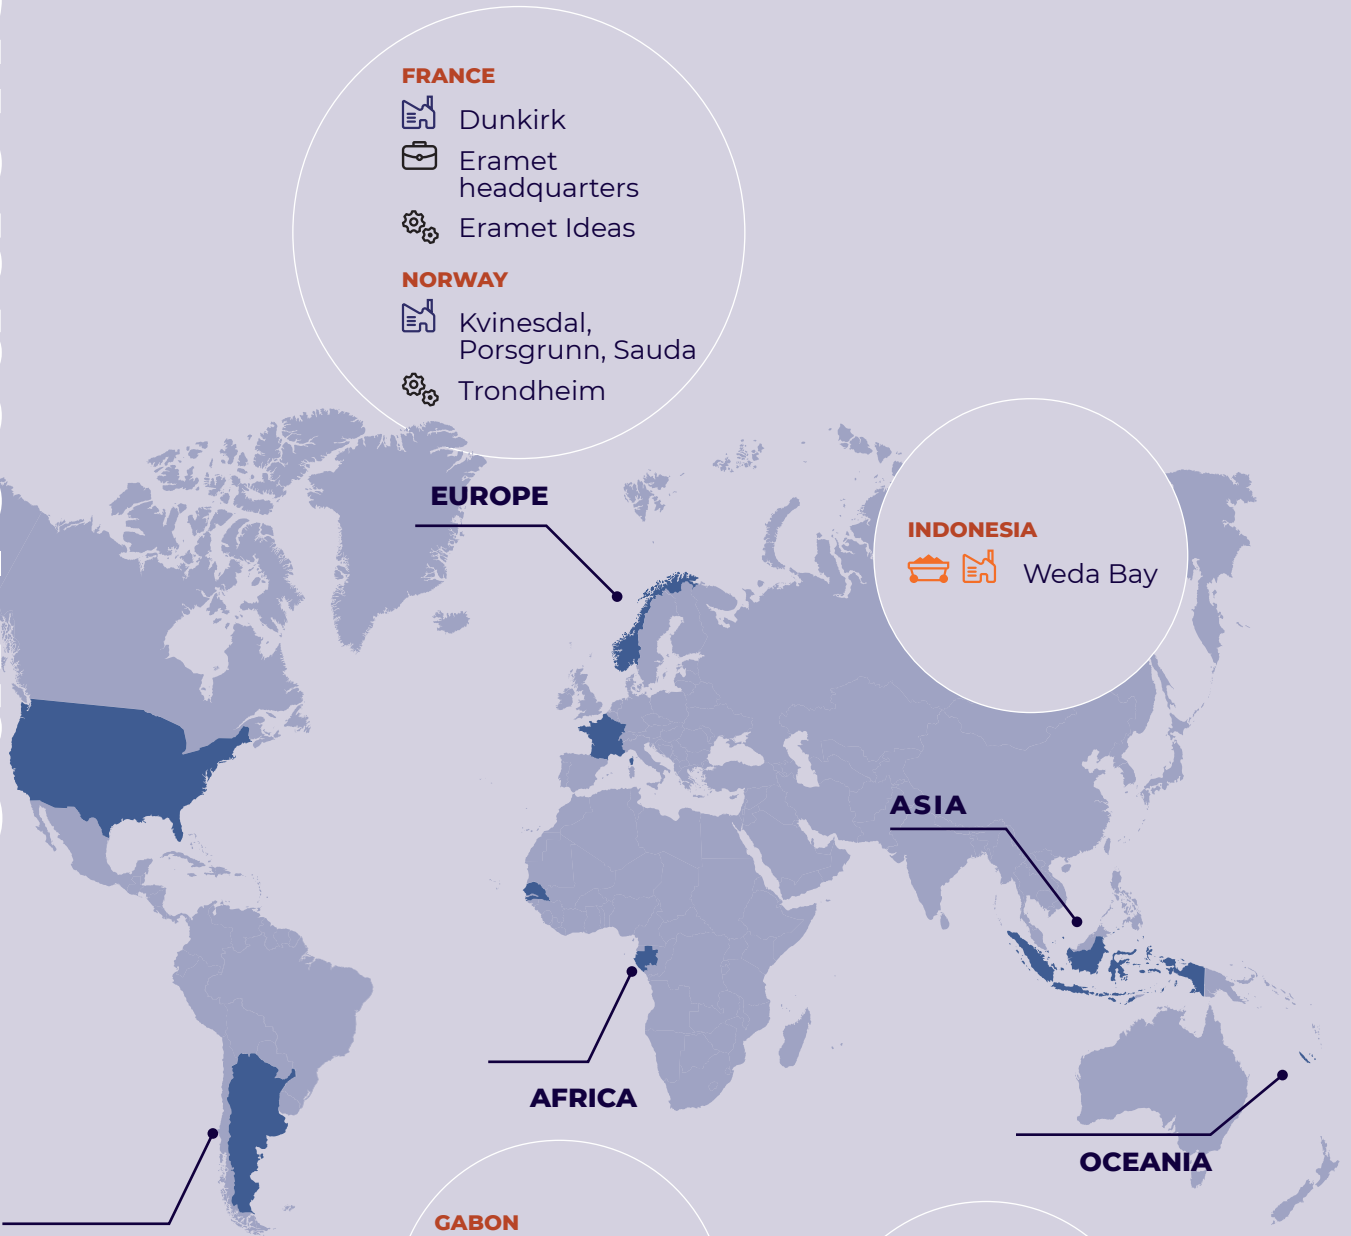 FRANCE
Dunkirk
Eramet
headquarters
Eramet Ideas
NORWAY
Kvinesdal,
Porsgrunn, Sauda
Trondheim
EUROPE
INDONESIA
Weda Bay
ASIA
AFRICA
OCEANIA
GABON